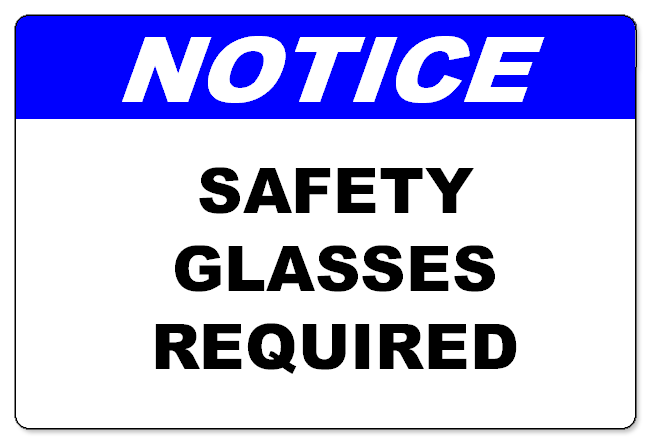 NOTICE
SAFETY
GLASSES
REQUIRED